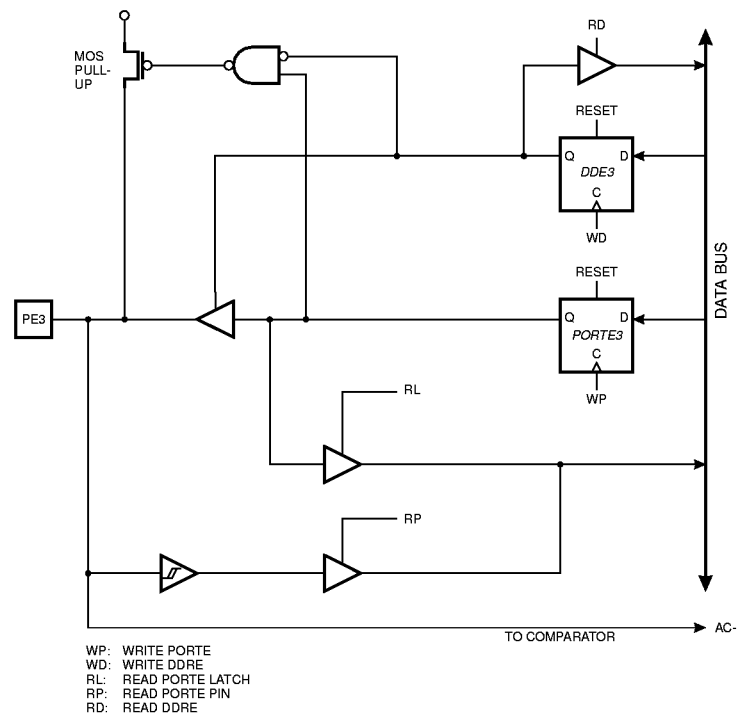 RD
MOS
PULL-
UP
RESET
Q D
DDE3
C
WD
DATA BUS
RESET
PE3
Q D
PORTE3
C
WP
RL
RP
TO COMPARATOR
AC-
WP: WRITE PORTE
WD: WRITE DDRE
RL: READ PORTE LATCH
RP: READ PORTE PIN
RD: READ DDRE